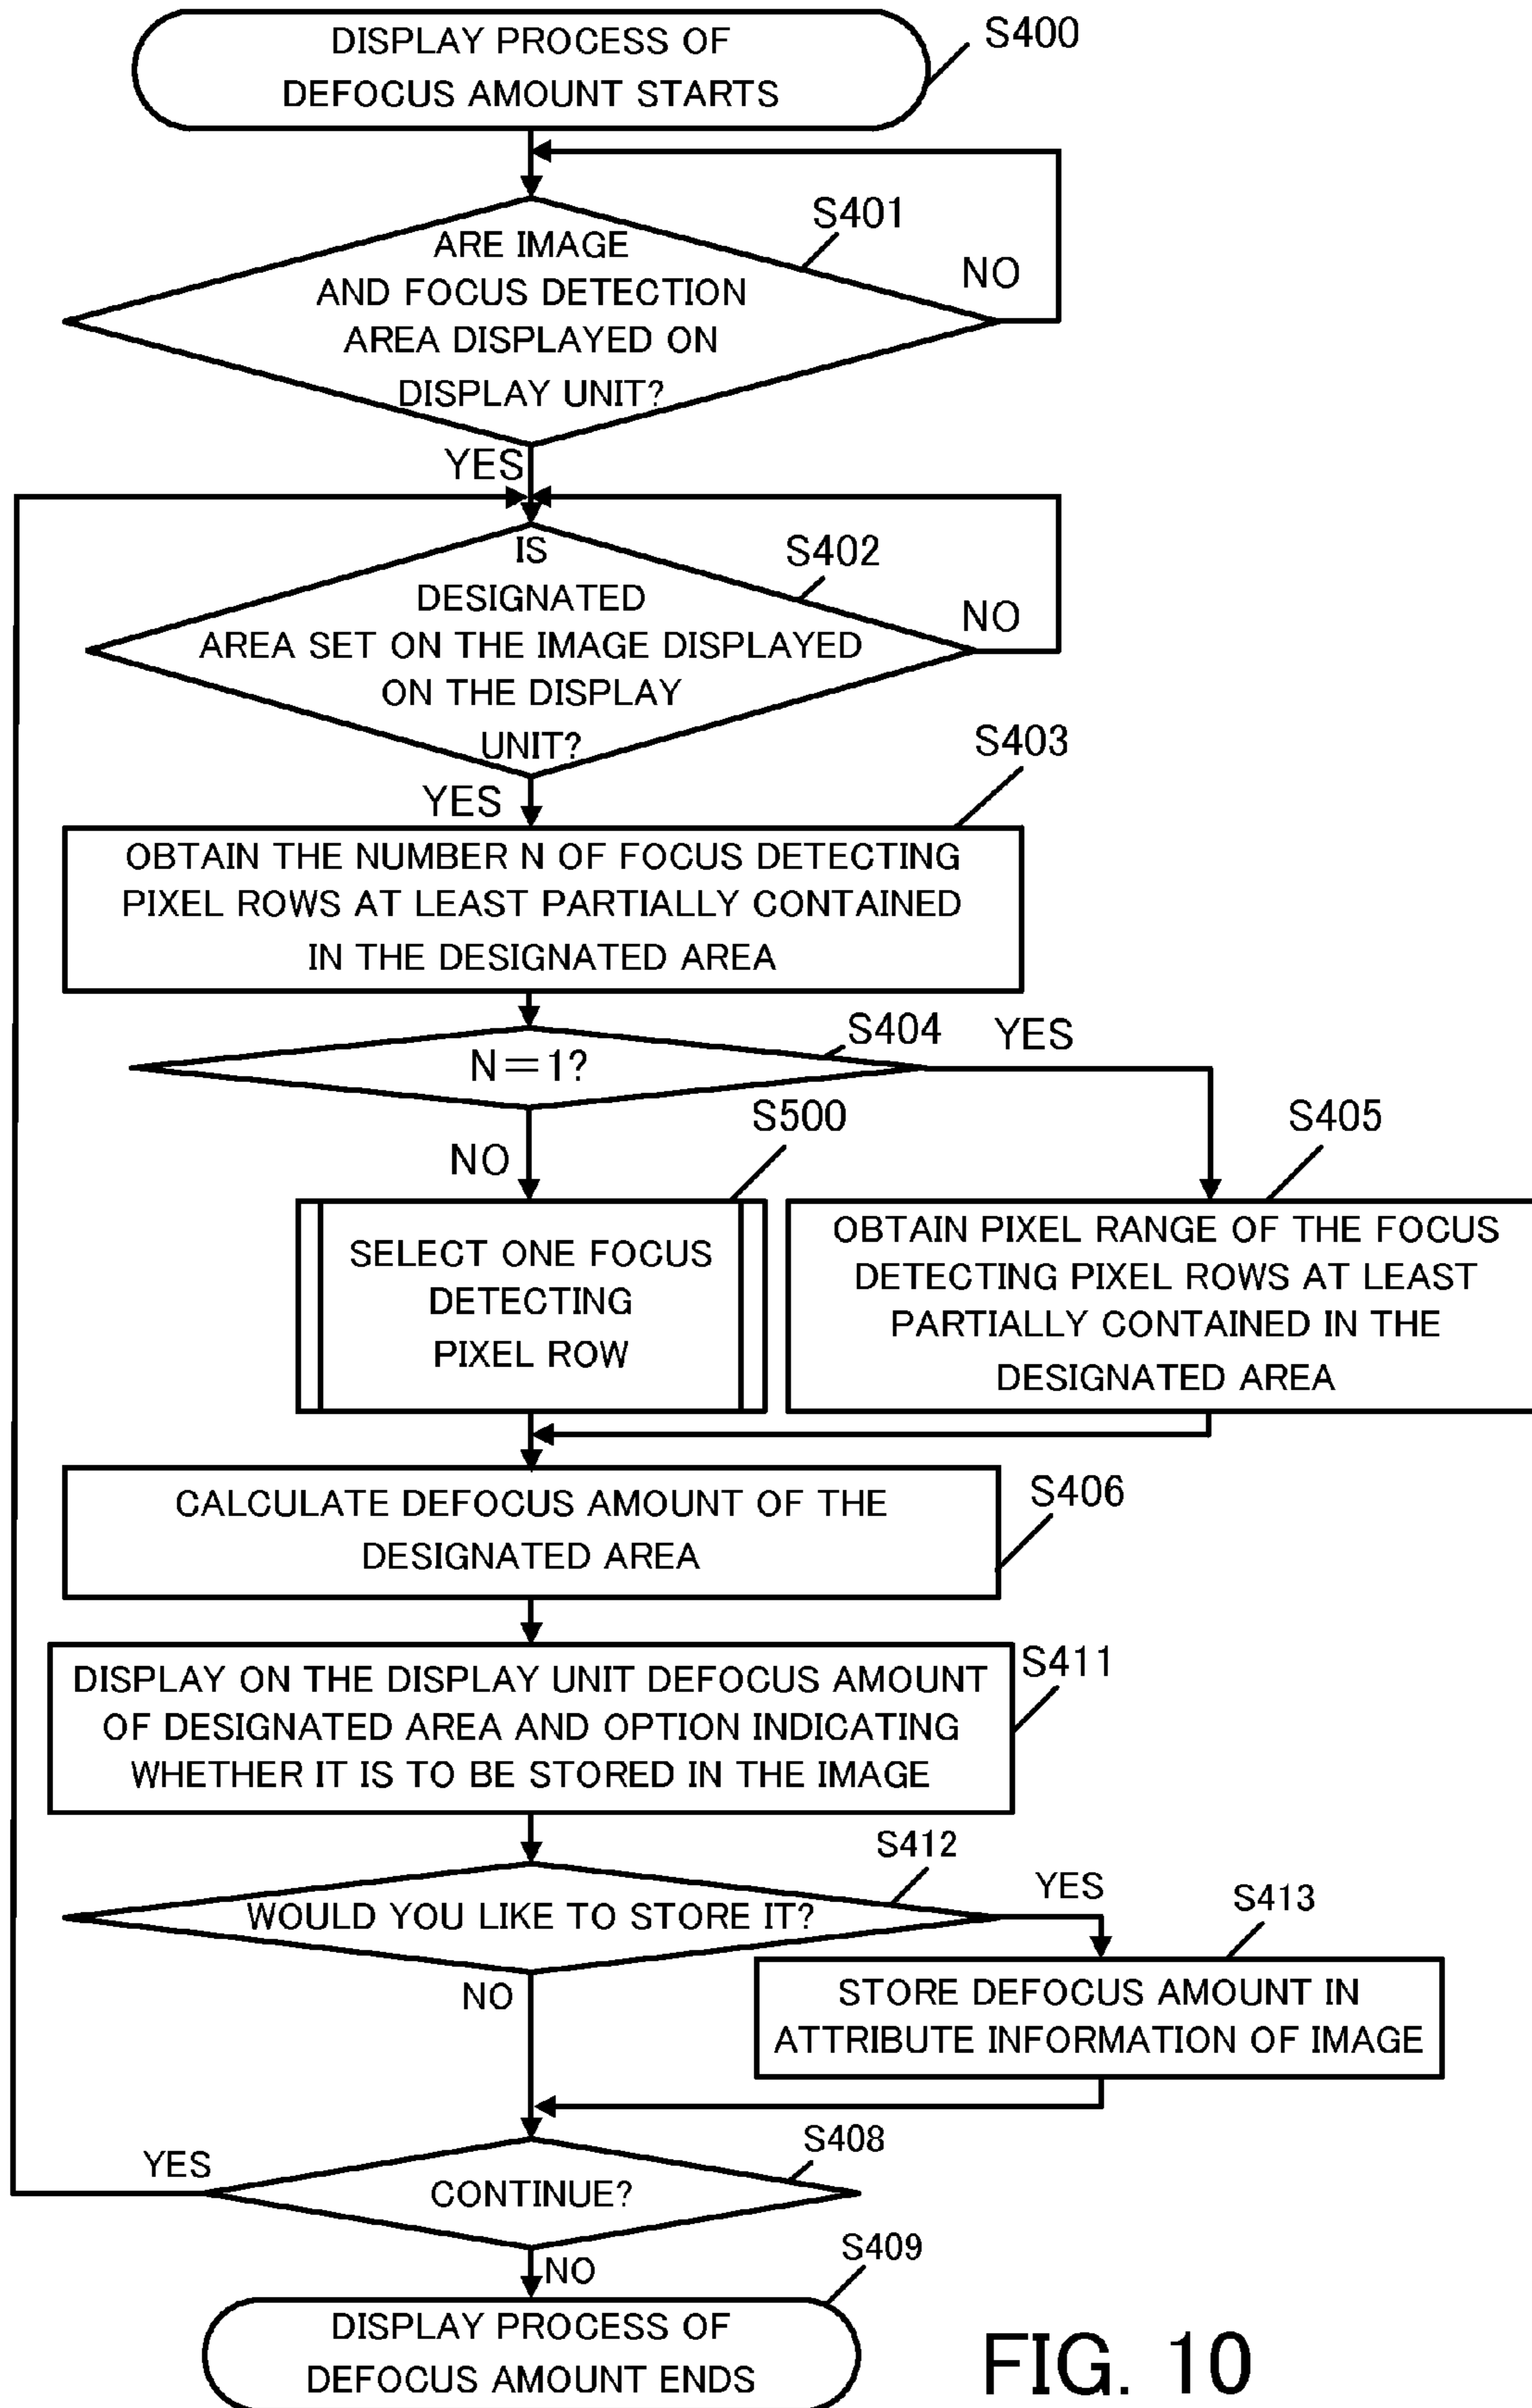 DISPLAY PROCESS OF
DEFOCUS AMOUNT STARTS
S400
S401
ARE IMAGE
AND FOCUS DETECTION
AREA DISPLAYED ON
DISPLAY UNIT?
NO
YES
S402
IS
DESIGNATED
AREA SET ON THE IMAGE DISPLAYED
ON THE DISPLAY
UNIT?
NO
YES
S403
OBTAIN THE NUMBER N OF FOCUS DETECTING
PIXEL ROWS AT LEAST PARTIALLY CONTAINED
IN THE DESIGNATED AREA
S404
N=1?
YES
NO
S500
SELECT ONE FOCUS
DETECTING
PIXEL ROW
S405
OBTAIN PIXEL RANGE OF THE FOCUS
DETECTING PIXEL ROWS AT LEAST
PARTIALLY CONTAINED IN THE
DESIGNATED AREA
CALCULATE DEFOCUS AMOUNT OF THE
DESIGNATED AREA
S406
DISPLAY ON THE DISPLAY UNIT DEFOCUS AMOUNT
OF DESIGNATED AREA AND OPTION INDICATING
WHETHER IT IS TO BE STORED IN THE IMAGE
S411
S412
WOULD YOU LIKE TO STORE IT?
YES
NO
S413
STORE DEFOCUS AMOUNT IN
ATTRIBUTE INFORMATION OF IMAGE
S408
YES
CONTINUE?
NO
S409
DISPLAY PROCESS OF
DEFOCUS AMOUNT ENDS
FIG. 10